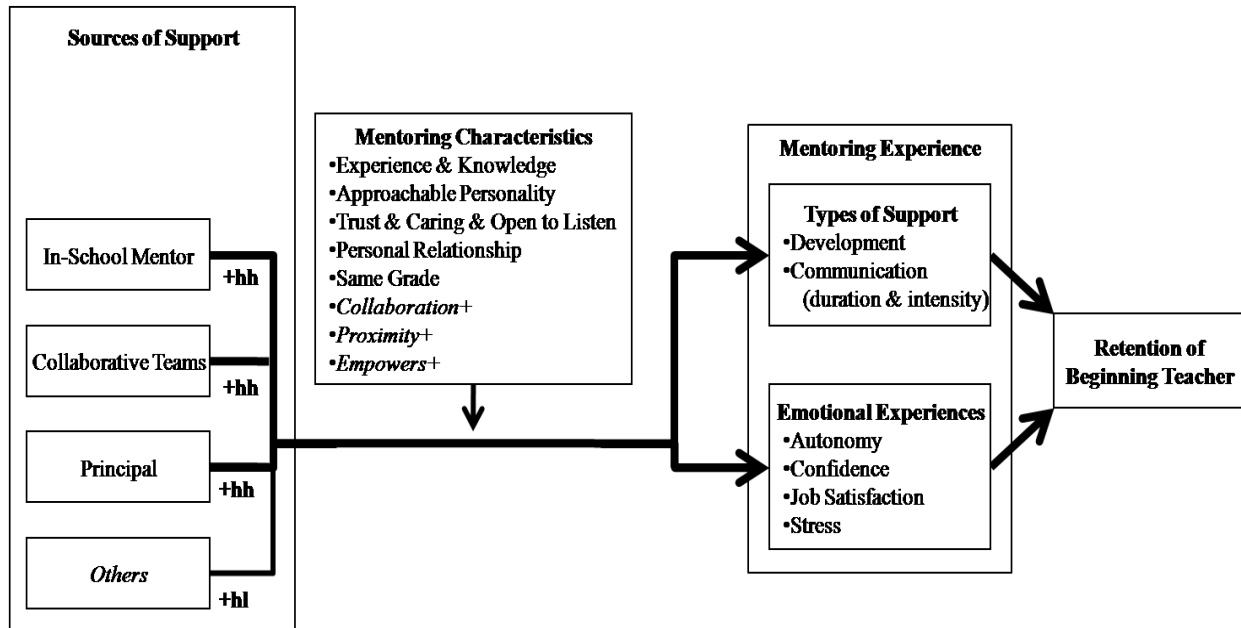 Sources of Support
In-School Mentor
+hh
Collaborative Teams
+hh
Principal
+hh
Others
+hl
Mentoring Characteristics
•Experience & Knowledge
•Approachable Personality
•Trust & Caring & Open to Listen
•Personal Relationship
•Same Grade
•Collaboration+
•Proximity+
•Empowers+
Mentoring Experience
Types of Support
•Development
•Communication
(duration & intensity)
Emotional Experiences
•Autonomy
•Confidence
•Job Satisfaction
•Stress
Retention of
Beginning Teacher